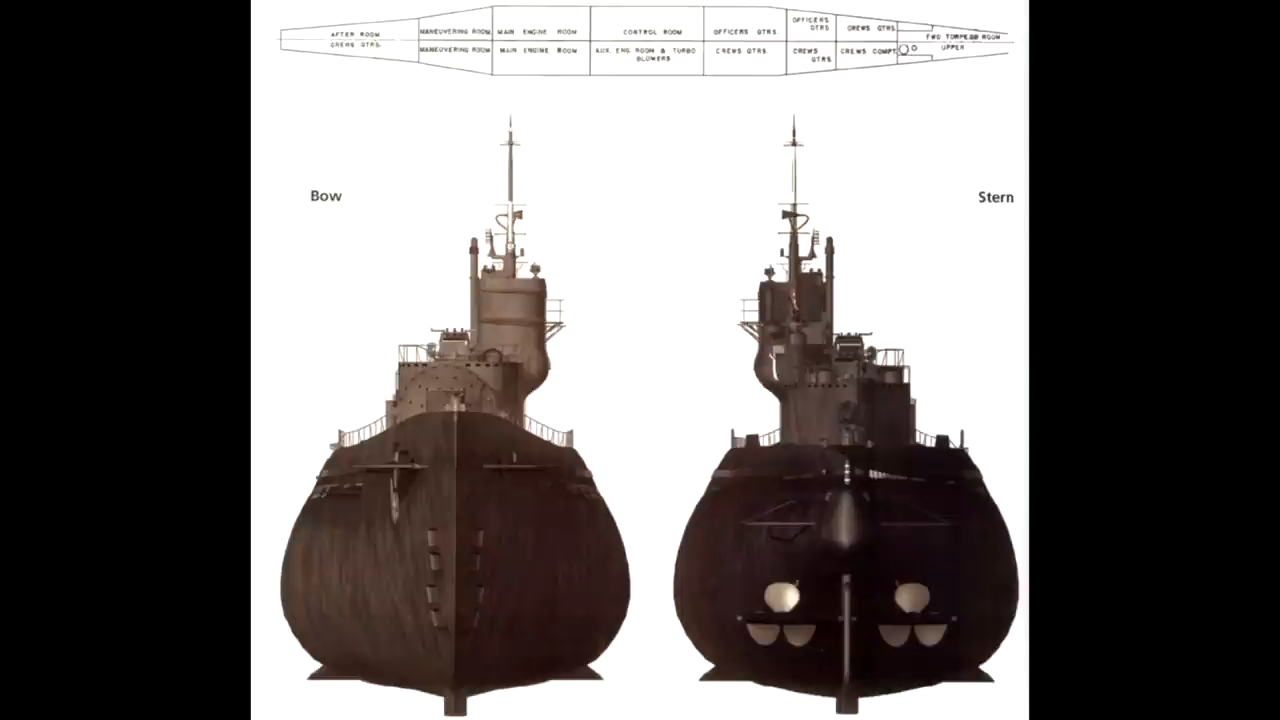 AFTER ROOM
CREWS QTRS.
MANEUVERING ROOM
MANEUVERING ROOM
MAIN ENGINE ROOM
MAIN ENGINE ROOM
CONTROL ROOM
AUX. ENG. ROOM & TURBO
BLOWERS
OFFICERS QTRS.
CREWS QTRS.
OFFICERS
QTRS
CREWS
QTRS
CREWS QTRS.
CREWS COMPT.
FWD TORPEDO ROOM
UPPER
Bow
Stern